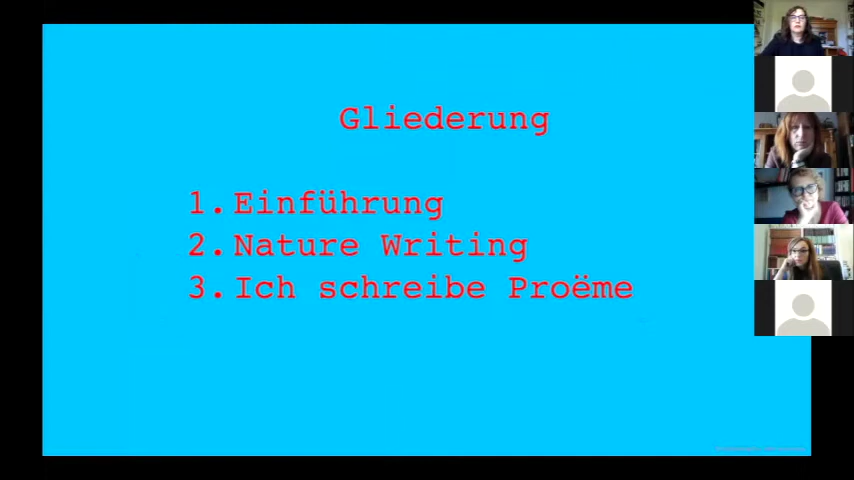 Gliederung
1. Einführung
2. Nature Writing
3. Ich schreibe Proëme